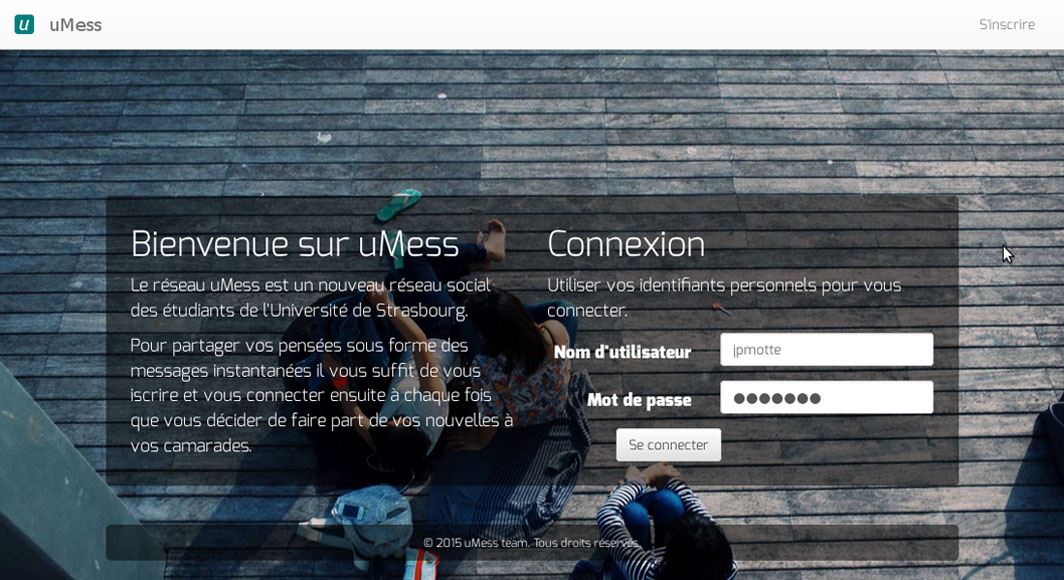 u uMess
S'inscrire
Bienvenue sur uMess
Le réseau uMess est un nouveau réseau social
des étudiants de l'Université de Strasbourg.
Pour partager vos pensées sous forme des
messages instantanées il vous suffit de vous
iscrire et vous connecter ensuite à chaque fois
que vous décider de faire part de vos nouvelles à
vos camarades.
Connexion
Utiliser vos identifiants personnels pour vous
connecter.
Nom d'utilisateur jpmotte
Mot de passe ●●●●●●●
Se connecter
© 2015 uMess team. Tous droits réservés.